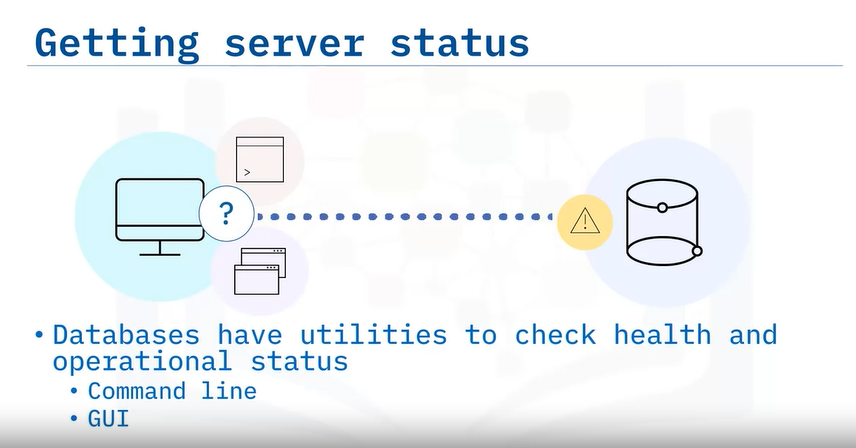 Getting server status
>
?
!
• Databases have utilities to check health and
operational status
• Command line
• GUI